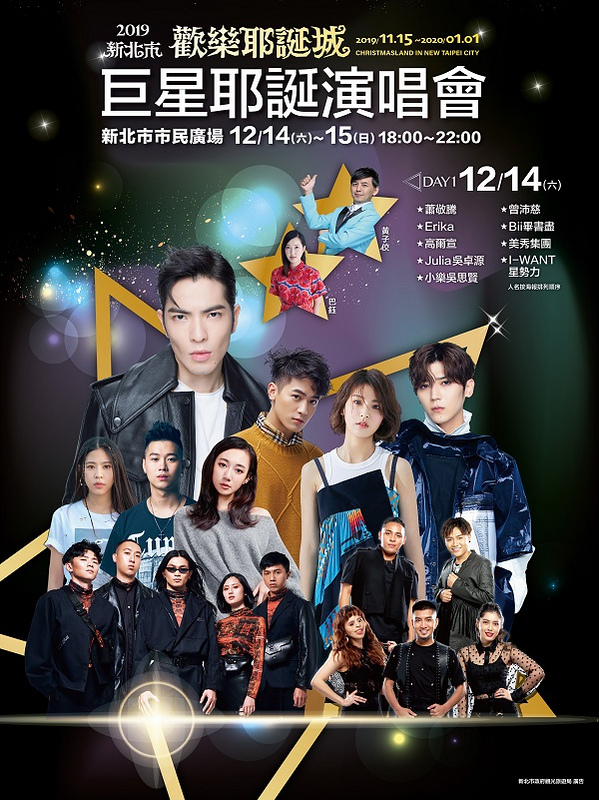 2019
新北市 歡樂耶誕城 2019/11.15~2020/01.01
CHRISTMASLAND IN NEW TAIPEI CITY
巨星耶誕演唱會
新北市市民廣場 12/14(六)~15(日) 18:00~22:00
DAY1 12/14(六)
★蕭敬騰
★Erika
★高爾宣
★Julia吳卓源
★小樂吳思賢
★曾沛慈
★Bii畢書盡
★美秀集團
★I-WANT
星勢力
人名按海報排列順序
黃子佼
巴鈺
新北市政府觀光旅遊局 廣告